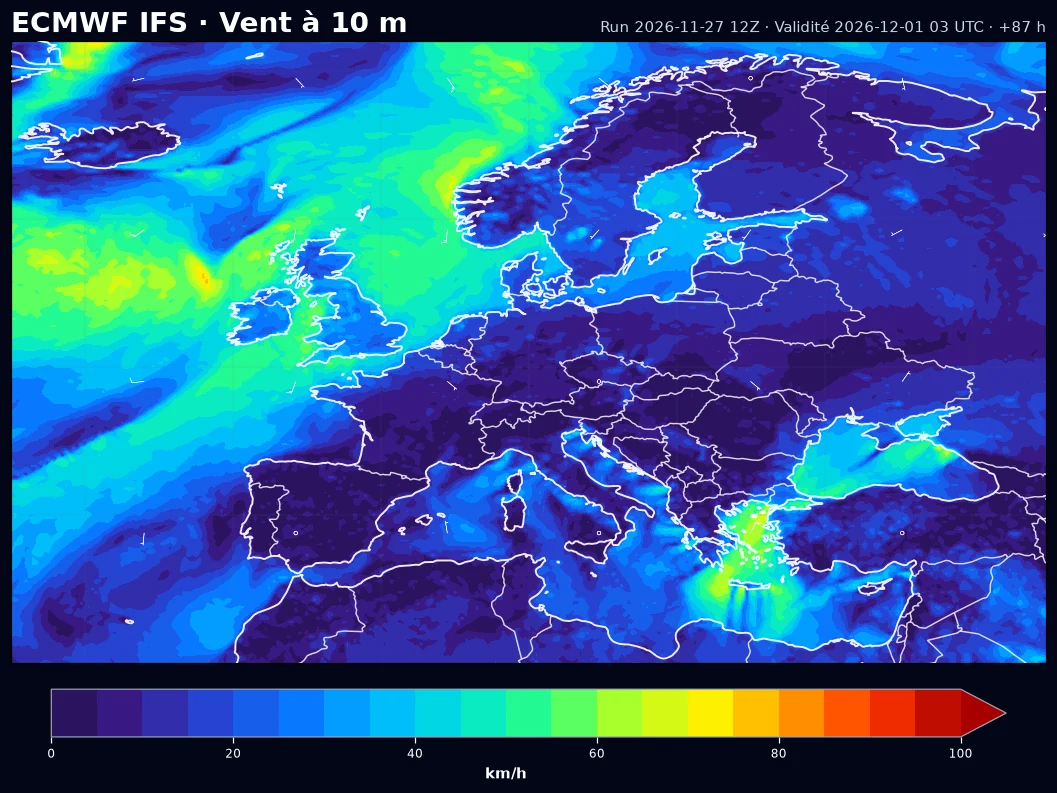 ECMWF IFS · Vent à 10 m
Run 2026-11-27 12Z · Validité 2026-12-01 03 UTC · +87 h
0 20 40 60 80 100
km/h